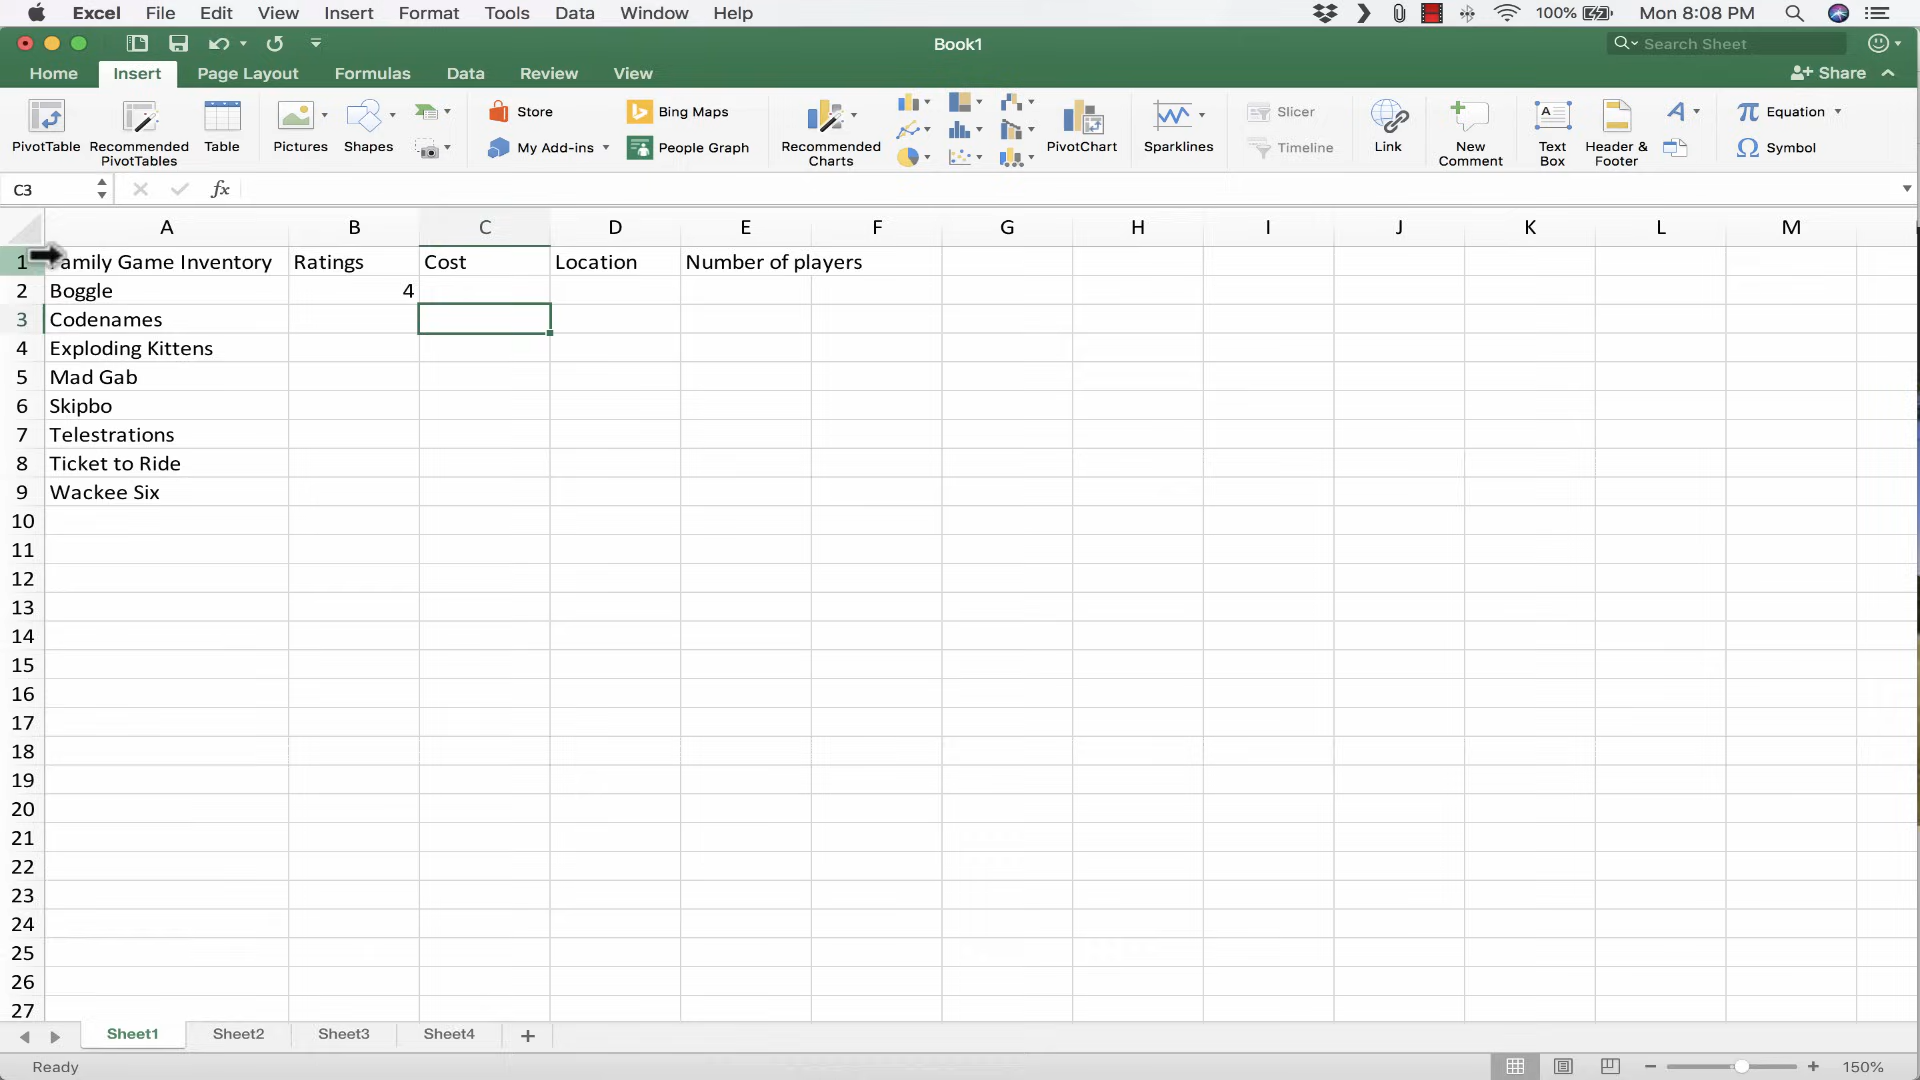 Excel File Edit View Insert Format Tools Data Window Help 100% Mon 8:08 PM
Book1 Search Sheet
Home Insert Page Layout Formulas Data Review View Share
PivotTable Recommended PivotTables Table Pictures Shapes Store My Add-ins Bing Maps People Graph Recommended Charts PivotChart Sparklines Slicer Timeline Link New Comment Text Box Header & Footer Equation Symbol
C3 fx
A B C D E F G H I J K L M
1 Family Game Inventory Ratings Cost Location Number of players
2 Boggle 4
3 Codenames
4 Exploding Kittens
5 Mad Gab
6 Skipbo
7 Telestrations
8 Ticket to Ride
9 Wackee Six
10
11
12
13
14
15
16
17
18
19
20
21
22
23
24
25
26
27
Sheet1 Sheet2 Sheet3 Sheet4 +
Ready 150%